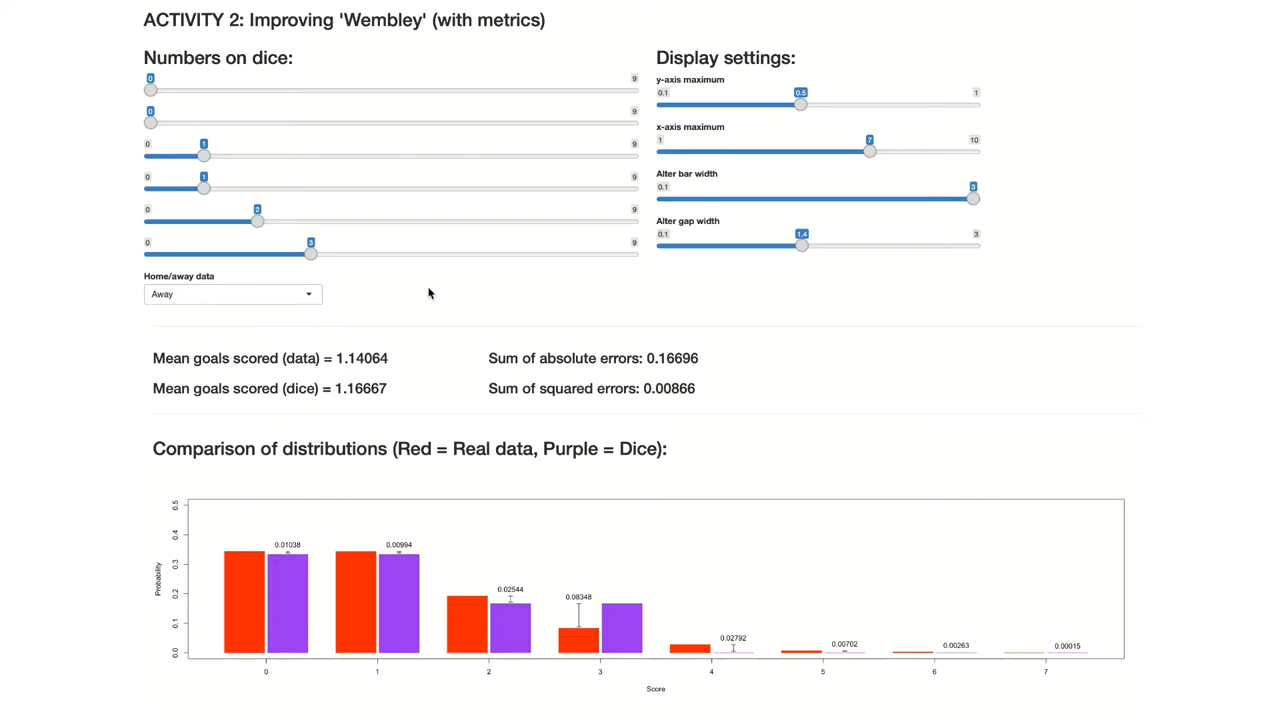 ACTIVITY 2: Improving 'Wembley' (with metrics)
Numbers on dice:
0 9
0 9
0 1 9
0 1 9
0 2 9
0 3 9
Home/away data
Away
Display settings:
y-axis maximum
0.1 0.5 1
x-axis maximum
1 7 10
Alter bar width
0.1 3
Alter gap width
0.1 1.4 3
Mean goals scored (data) = 1.14064
Mean goals scored (dice) = 1.16667
Sum of absolute errors: 0.16696
Sum of squared errors: 0.00866
Comparison of distributions (Red = Real data, Purple = Dice):
0.5
0.4
0.3
0.2
0.1
0.0
Probability
0.01038
0.00994
0.02544
0.08348
0.02792
0.00702
0.00263
0.00015
0 1 2 3 4 5 6 7
Score